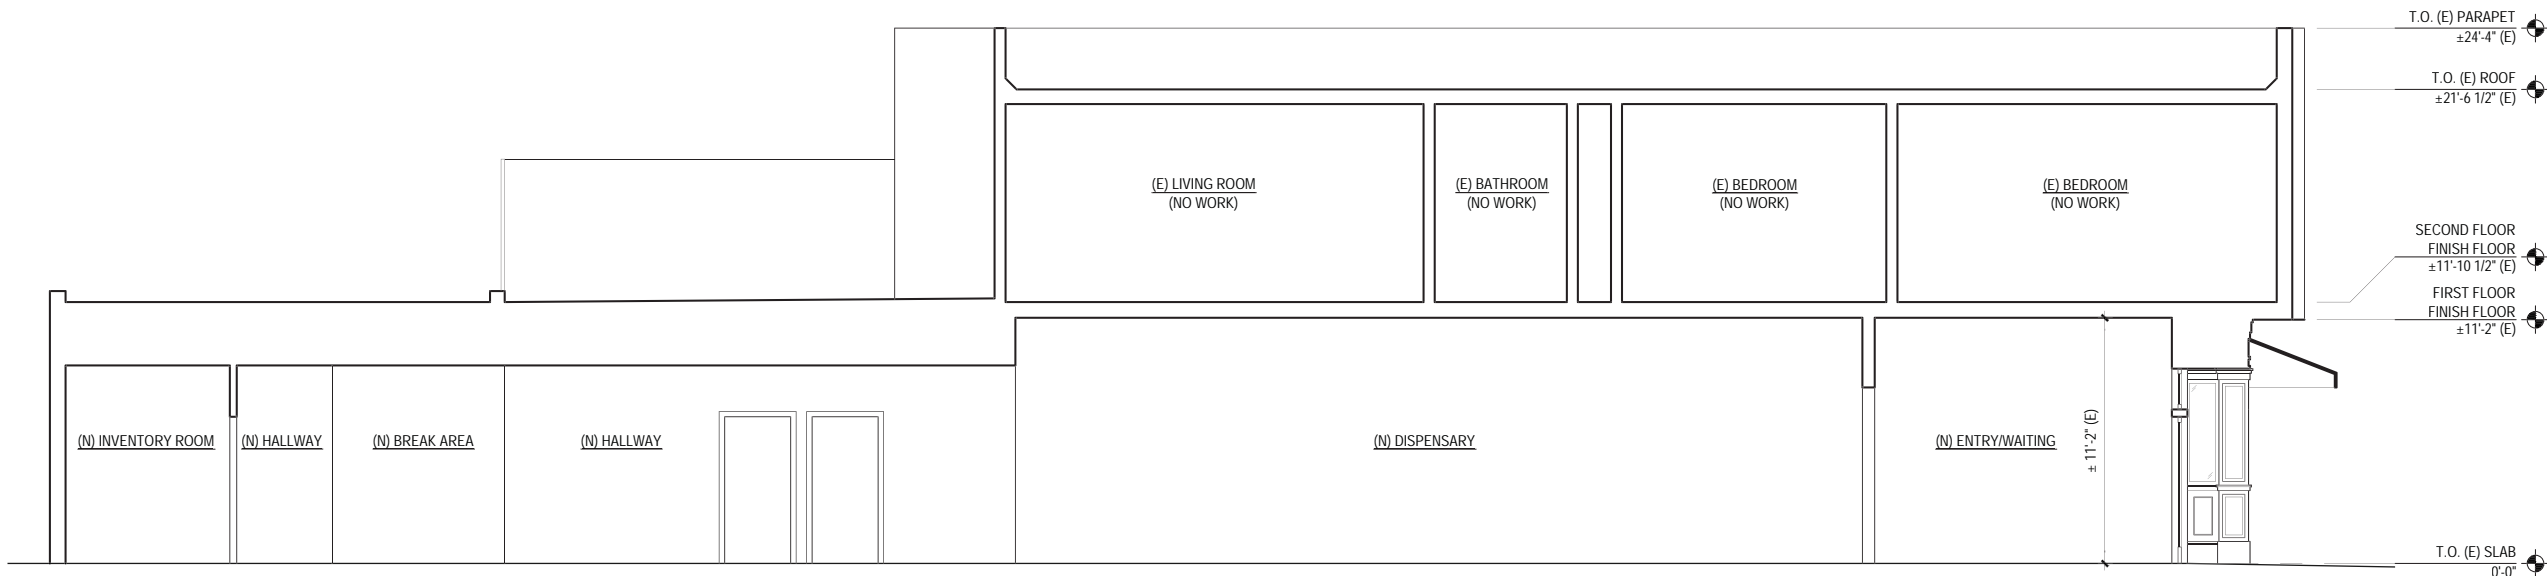 T.O. (E) PARAPET
±24'-4" (E)
T.O. (E) ROOF
±21'-6 1/2" (E)
(E) LIVING ROOM
(NO WORK)
(E) BATHROOM
(NO WORK)
(E) BEDROOM
(NO WORK)
(E) BEDROOM
(NO WORK)
SECOND FLOOR
FINISH FLOOR
±11'-10 1/2" (E)
FIRST FLOOR
FINISH FLOOR
±11'-2" (E)
(N) INVENTORY ROOM
(N) HALLWAY
(N) BREAK AREA
(N) HALLWAY
(N) DISPENSARY
(N) ENTRY/WAITING
± 11'-2" (E)
T.O. (E) SLAB
0'-0"